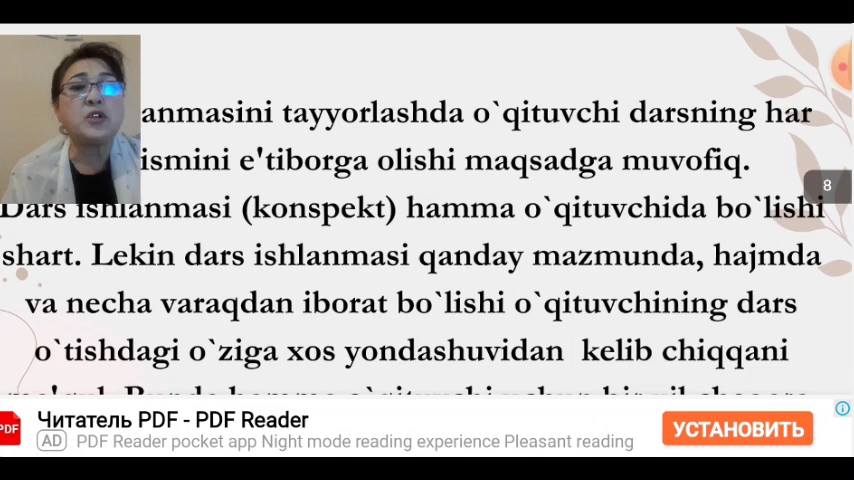 anmasini tayyorlashda o`qituvchi darsning har
ismini e'tiborga olishi maqsadga muvofiq.
8
Dars ishlanmasi (konspekt) hamma o`qituvchida bo`lishi
shart. Lekin dars ishlanmasi qanday mazmunda, hajmda
va necha varaqdan iborat bo`lishi o`qituvchining dars
o`tishdagi o`ziga xos yondashuvidan kelib chiqqani
PDF
Читатель PDF - PDF Reader
AD PDF Reader pocket app Night mode reading experience Pleasant reading
УСТАНОВИТЬ